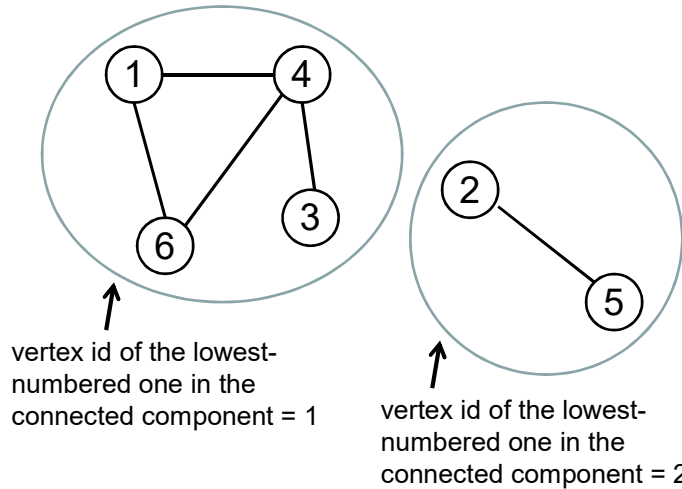 1
4
6
3
2
5
vertex id of the lowest-
numbered one in the
connected component = 1
vertex id of the lowest-
numbered one in the
connected component = 2